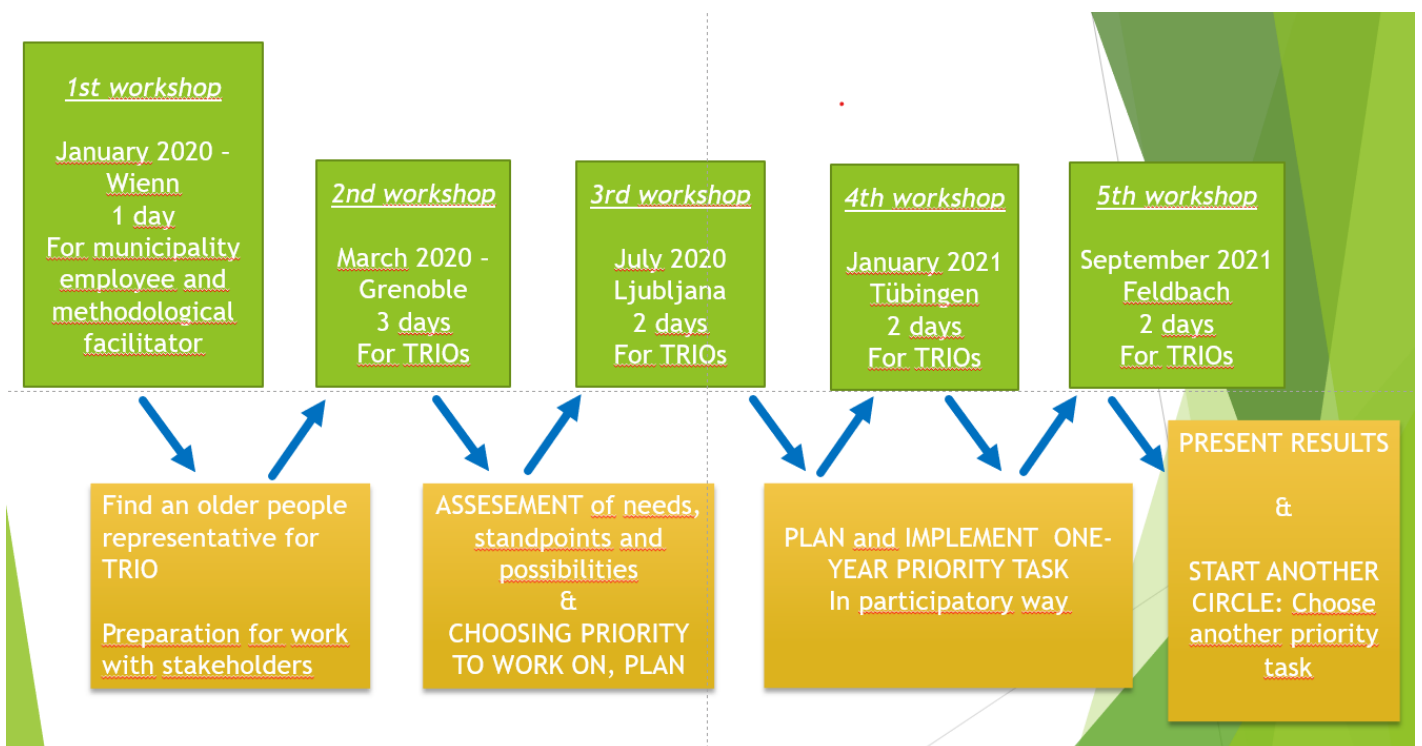 1st workshop
January 2020 –
Wienn
1 day
For municipality
employee and
methodological
facilitator
2nd workshop
March 2020 –
Grenoble
3 days
For TRIOs
3rd workshop
July 2020
Ljubljana
2 days
For TRIOs
4th workshop
January 2021
Tübingen
2 days
For TRIOs
5th workshop
September 2021
Feldbach
2 days
For TRIOs
Find an older people
representative for
TRIO
Preparation for work
with stakeholders
ASSESEMENT of needs,
standpoints and
possibilities
&
CHOOSING PRIORITY
TO WORK ON, PLAN
PLAN and IMPLEMENT ONE-
YEAR PRIORITY TASK
In participatory way
PRESENT RESULTS
&
START ANOTHER
CIRCLE: Choose
another priority
task